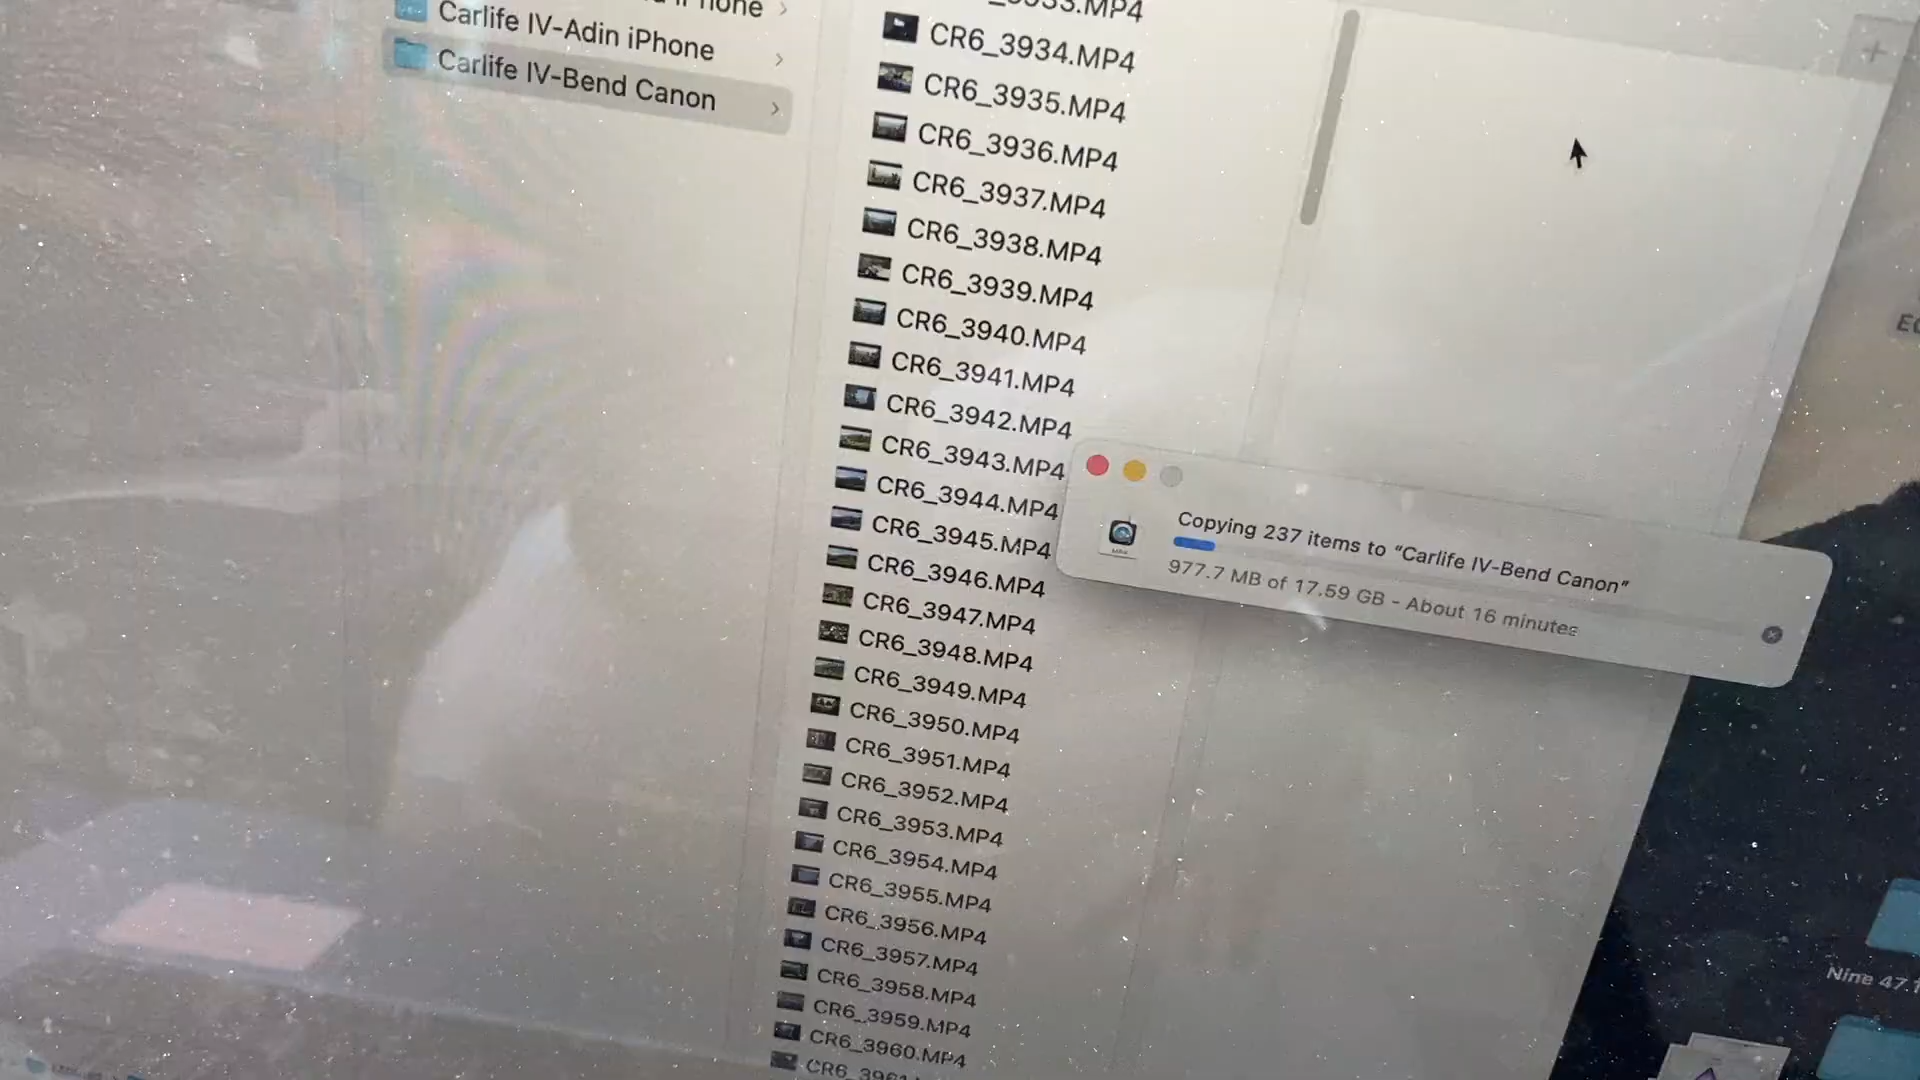 iPhone
Carlife IV-Adin iPhone
Carlife IV-Bend Canon
CR6_3934.MP4
CR6_3935.MP4
CR6_3936.MP4
CR6_3937.MP4
CR6_3938.MP4
CR6_3939.MP4
CR6_3940.MP4
CR6_3941.MP4
CR6_3942.MP4
CR6_3943.MP4
CR6_3944.MP4
CR6_3945.MP4
CR6_3946.MP4
CR6_3947.MP4
CR6_3948.MP4
CR6_3949.MP4
CR6_3950.MP4
CR6_3951.MP4
CR6_3952.MP4
CR6_3953.MP4
CR6_3954.MP4
CR6_3955.MP4
CR6_3956.MP4
CR6_3957.MP4
CR6_3958.MP4
CR6_3959.MP4
CR6_3960.MP4
Copying 237 items to “Carlife IV-Bend Canon”
977.7 MB of 17.59 GB - About 16 minutes
Nine 47.1